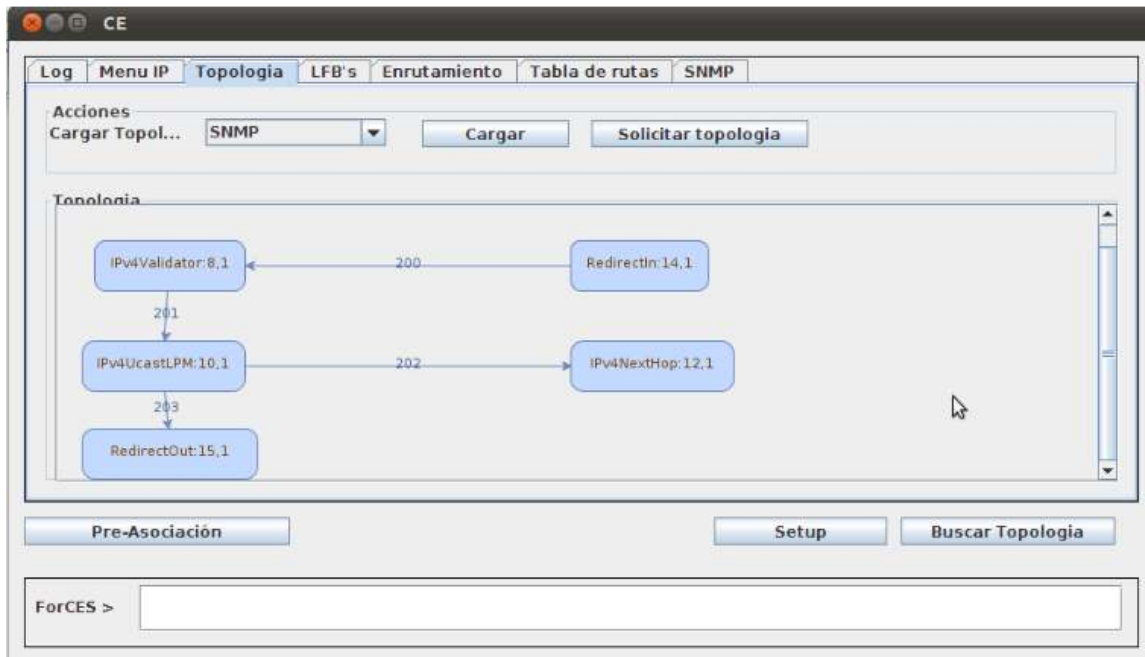 CE
Log Menu IP Topologia LFB's Enrutamiento Tabla de rutas SNMP
Acciones
Cargar Topol... SNMP Cargar Solicitar topologia
Topologia
IPv4Validator:8,1 200 RedirectIn:14,1
201
IPv4UcastLPM:10,1 202 IPv4NextHop:12,1
203
RedirectOut:15,1
Pre-Asociación Setup Buscar Topologia
ForCES >